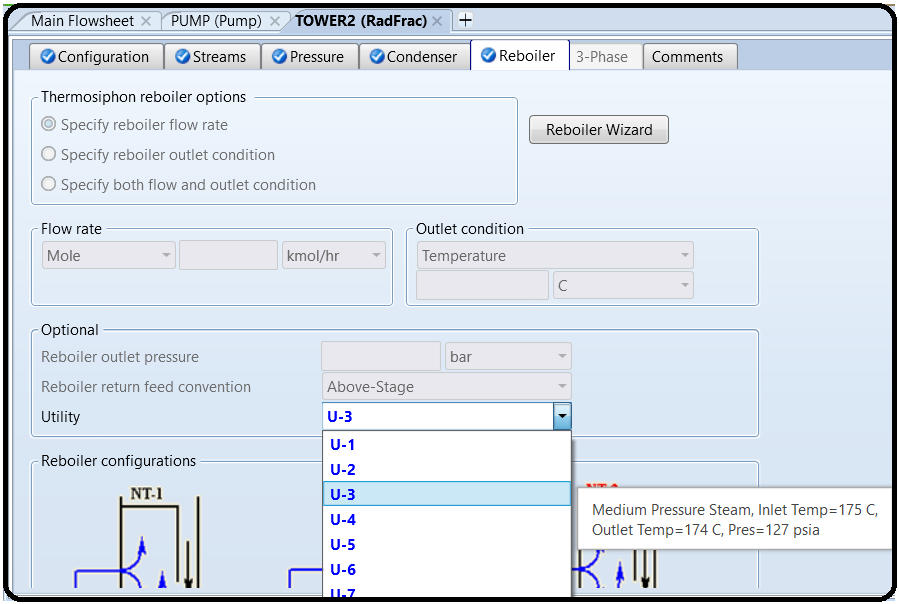 Main Flowsheet PUMP (Pump) TOWER2 (RadFrac)
Configuration Streams Pressure Condenser Reboiler 3-Phase Comments
Thermosiphon reboiler options
Specify reboiler flow rate
Reboiler Wizard
Specify reboiler outlet condition
Specify both flow and outlet condition
Flow rate
Mole kmol/hr
Outlet condition
Temperature
C
Optional
Reboiler outlet pressure bar
Reboiler return feed convention Above-Stage
Utility U-3
U-1
U-2
U-3
U-4
U-5
U-6
U-7
Medium Pressure Steam, Inlet Temp=175 C,
Outlet Temp=174 C, Pres=127 psia
Reboiler configurations
NT-1